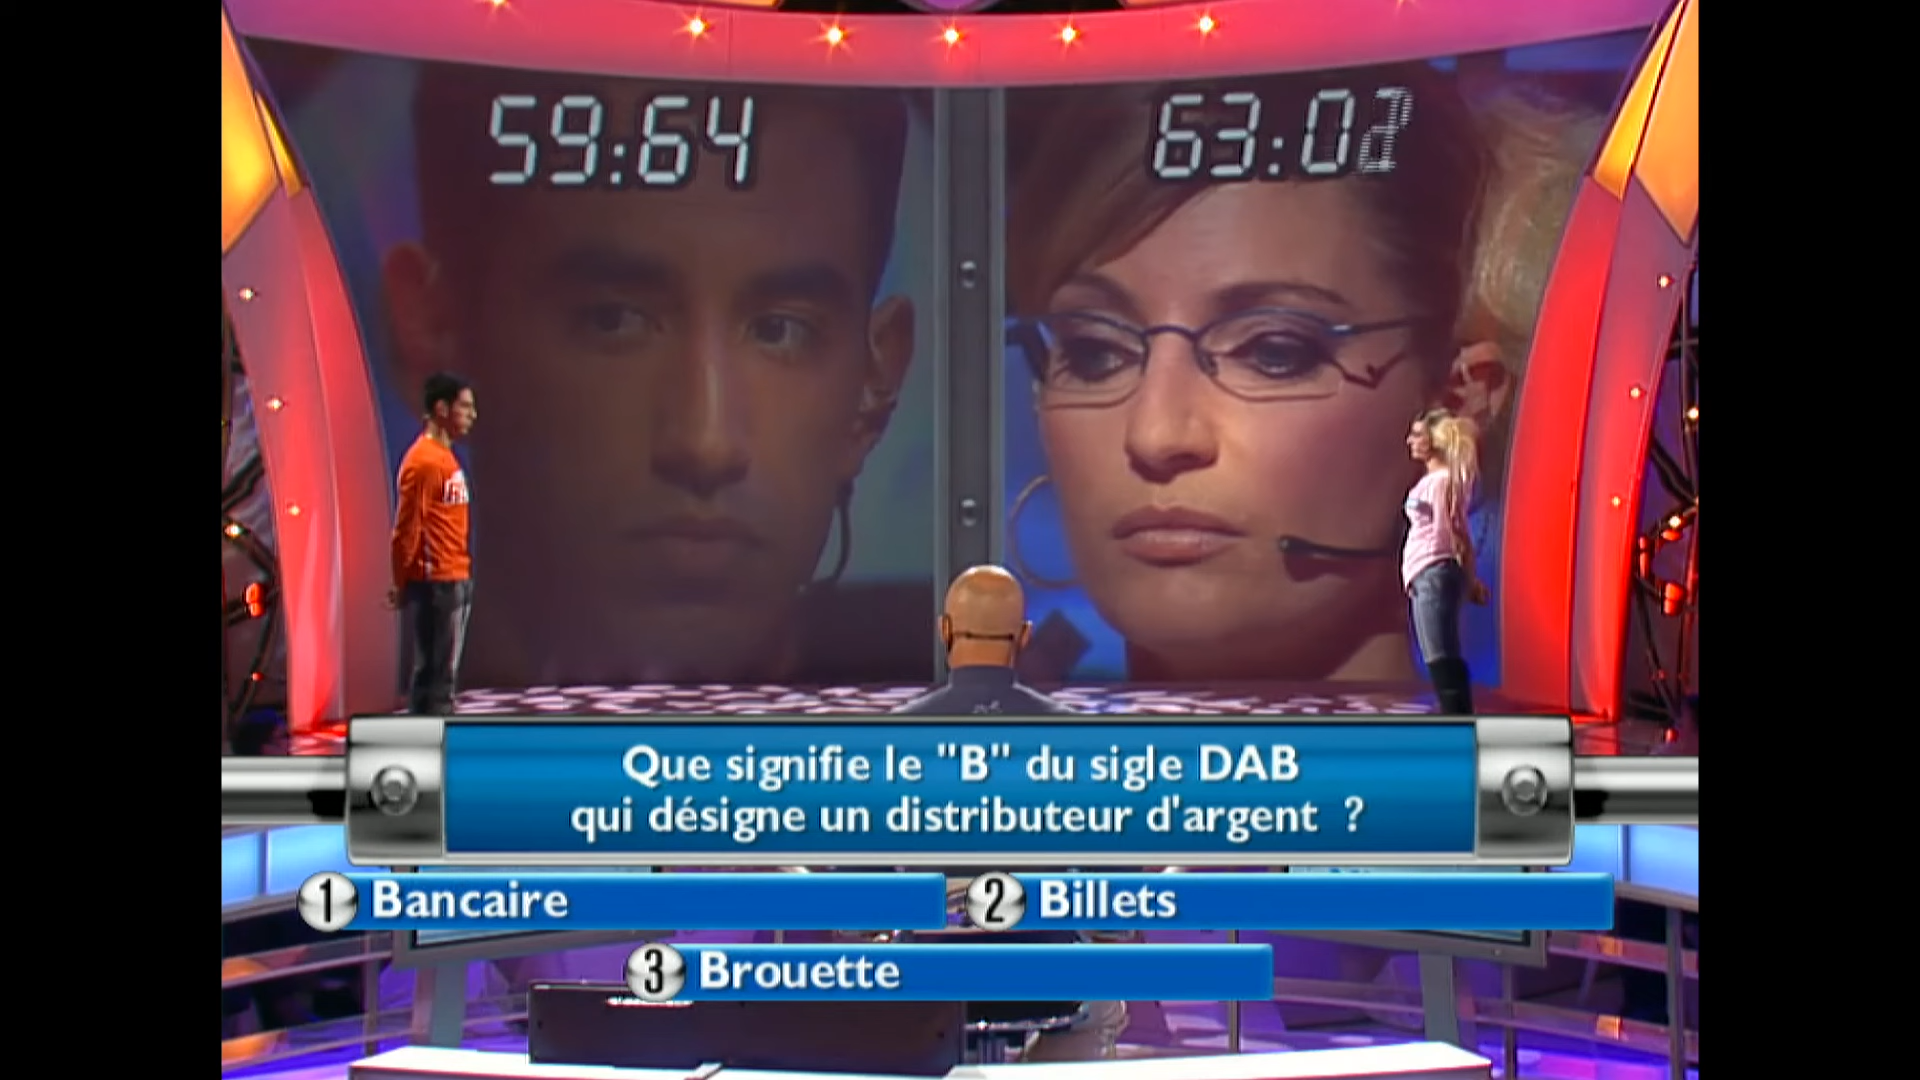 59:64
63:0
Que signifie le "B" du sigle DAB
qui désigne un distributeur d'argent ?
1 Bancaire
2 Billets
3 Brouette